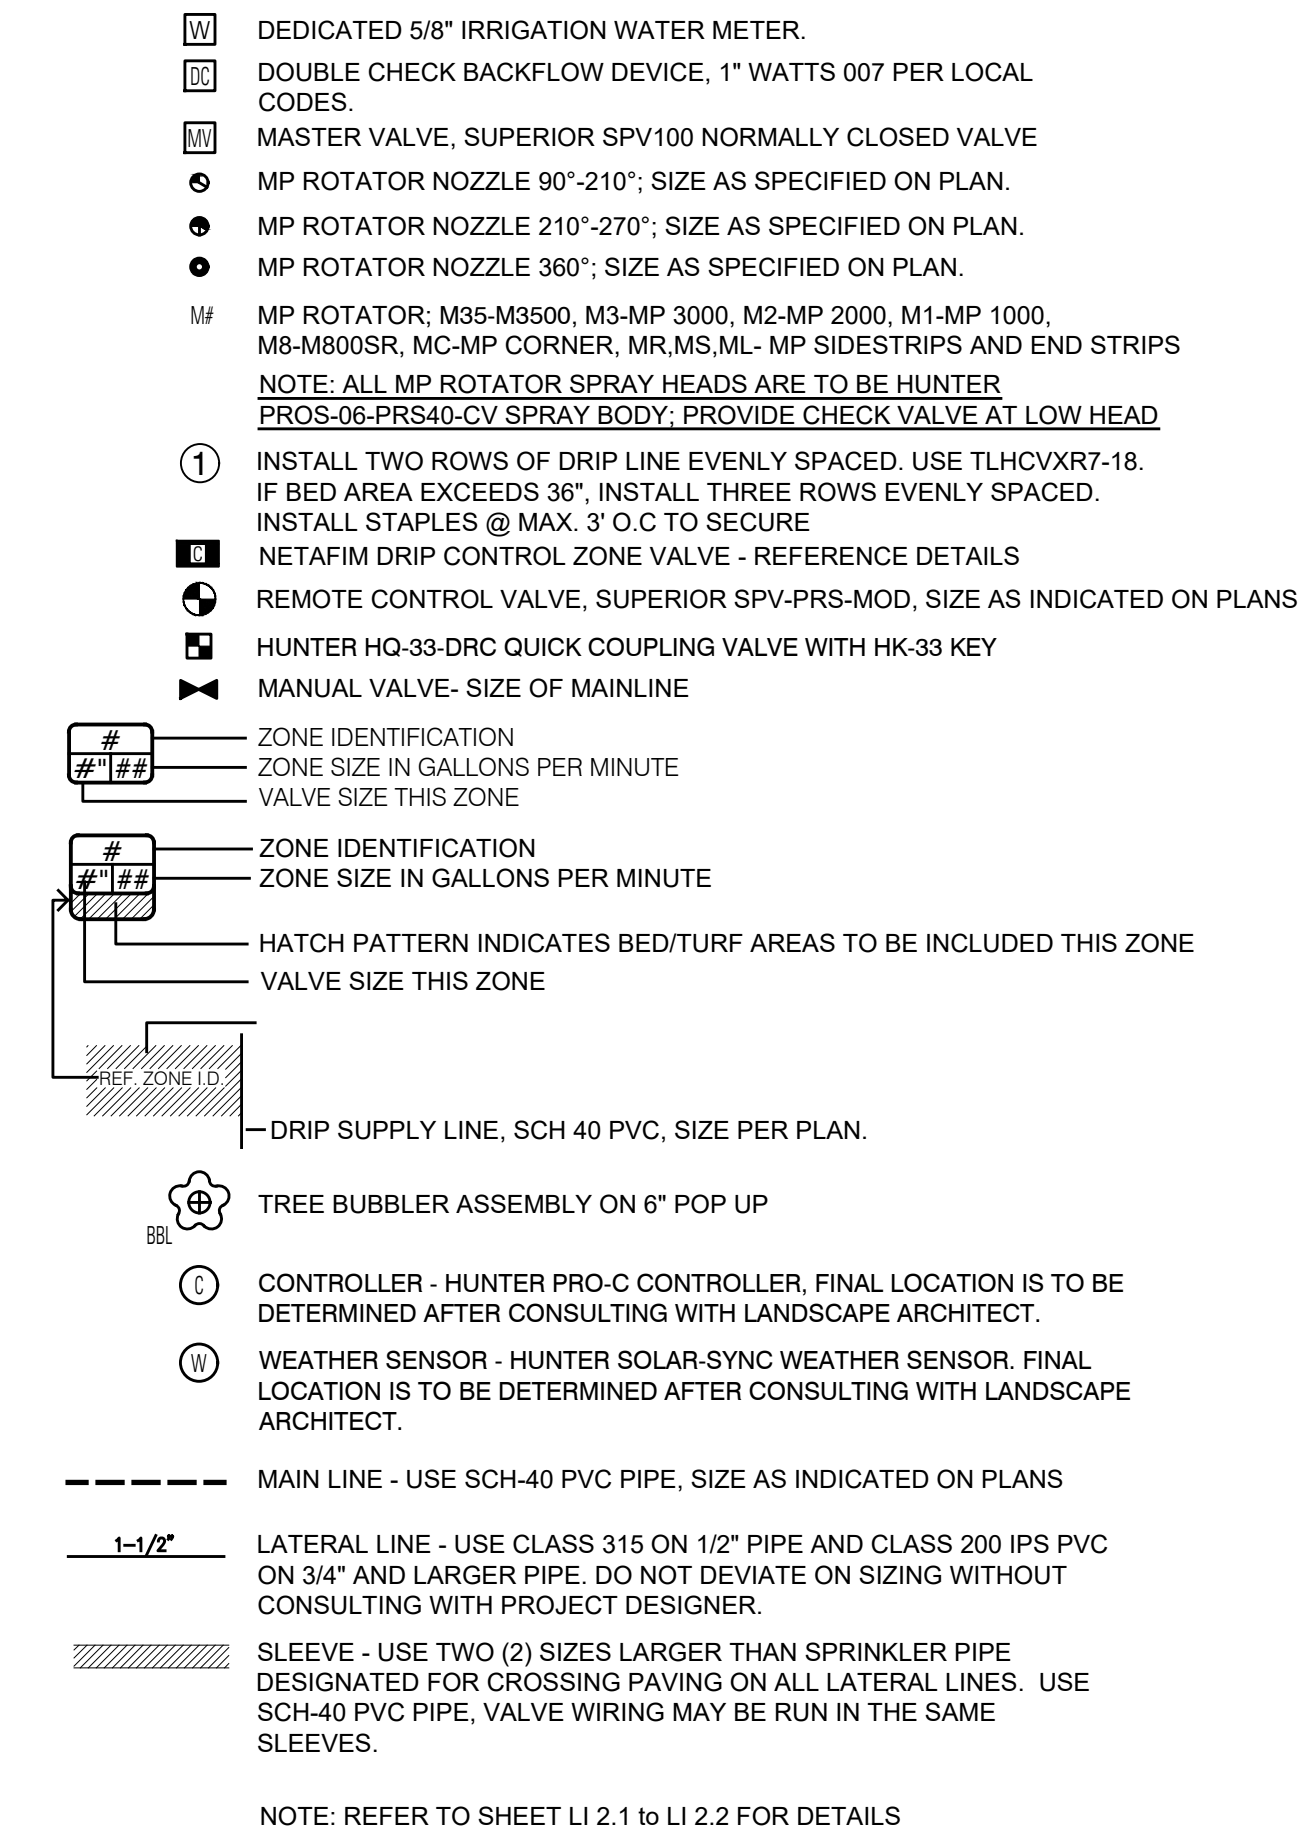 W DEDICATED 5/8" IRRIGATION WATER METER.
DC DOUBLE CHECK BACKFLOW DEVICE, 1" WATTS 007 PER LOCAL
CODES.
MV MASTER VALVE, SUPERIOR SPV100 NORMALLY CLOSED VALVE
MP ROTATOR NOZZLE 90°-210°; SIZE AS SPECIFIED ON PLAN.
MP ROTATOR NOZZLE 210°-270°; SIZE AS SPECIFIED ON PLAN.
MP ROTATOR NOZZLE 360°; SIZE AS SPECIFIED ON PLAN.
M# MP ROTATOR; M35-M3500, M3-MP 3000, M2-MP 2000, M1-MP 1000,
M8-M800SR, MC-MP CORNER, MR,MS,ML- MP SIDESTRIPS AND END STRIPS
NOTE: ALL MP ROTATOR SPRAY HEADS ARE TO BE HUNTER
PROS-06-PRS40-CV SPRAY BODY; PROVIDE CHECK VALVE AT LOW HEAD
1 INSTALL TWO ROWS OF DRIP LINE EVENLY SPACED. USE TLHCVXR7-18.
IF BED AREA EXCEEDS 36", INSTALL THREE ROWS EVENLY SPACED.
INSTALL STAPLES @ MAX. 3' O.C TO SECURE
C NETAFIM DRIP CONTROL ZONE VALVE - REFERENCE DETAILS
REMOTE CONTROL VALVE, SUPERIOR SPV-PRS-MOD, SIZE AS INDICATED ON PLANS
HUNTER HQ-33-DRC QUICK COUPLING VALVE WITH HK-33 KEY
MANUAL VALVE- SIZE OF MAINLINE
# ZONE IDENTIFICATION
#" ## ZONE SIZE IN GALLONS PER MINUTE
VALVE SIZE THIS ZONE
# ZONE IDENTIFICATION
#" ## ZONE SIZE IN GALLONS PER MINUTE
HATCH PATTERN INDICATES BED/TURF AREAS TO BE INCLUDED THIS ZONE
VALVE SIZE THIS ZONE
REF. ZONE I.D.
DRIP SUPPLY LINE, SCH 40 PVC, SIZE PER PLAN.
TREE BUBBLER ASSEMBLY ON 6" POP UP
BBL
C CONTROLLER - HUNTER PRO-C CONTROLLER, FINAL LOCATION IS TO BE
DETERMINED AFTER CONSULTING WITH LANDSCAPE ARCHITECT.
W WEATHER SENSOR - HUNTER SOLAR-SYNC WEATHER SENSOR. FINAL
LOCATION IS TO BE DETERMINED AFTER CONSULTING WITH LANDSCAPE
ARCHITECT.
MAIN LINE - USE SCH-40 PVC PIPE, SIZE AS INDICATED ON PLANS
1-1/2" LATERAL LINE - USE CLASS 315 ON 1/2" PIPE AND CLASS 200 IPS PVC
ON 3/4" AND LARGER PIPE. DO NOT DEVIATE ON SIZING WITHOUT
CONSULTING WITH PROJECT DESIGNER.
SLEEVE - USE TWO (2) SIZES LARGER THAN SPRINKLER PIPE
DESIGNATED FOR CROSSING PAVING ON ALL LATERAL LINES. USE
SCH-40 PVC PIPE, VALVE WIRING MAY BE RUN IN THE SAME
SLEEVES.
NOTE: REFER TO SHEET LI 2.1 to LI 2.2 FOR DETAILS